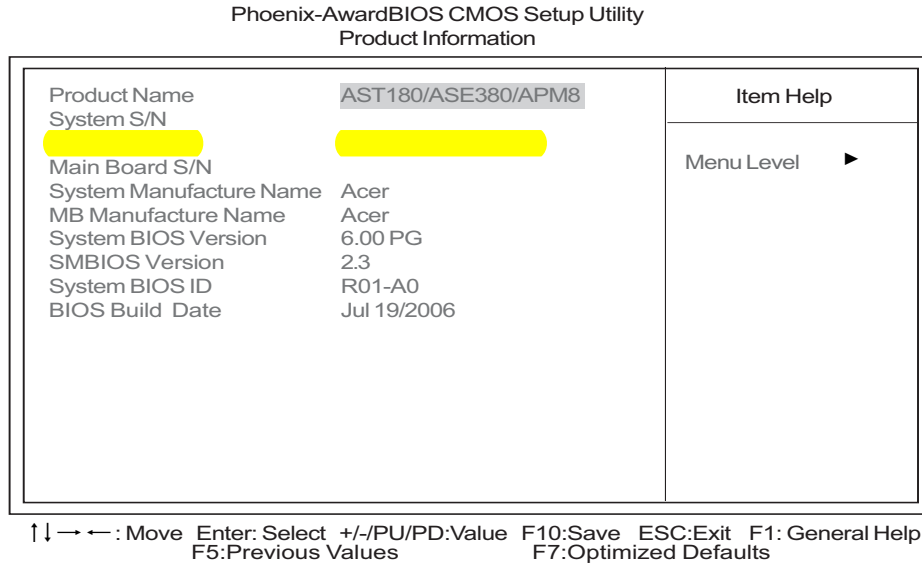 Phoenix-AwardBIOS CMOS Setup Utility
Product Information
Product Name AST180/ASE380/APM8
System S/N
Main Board S/N
System Manufacture Name Acer
MB Manufacture Name Acer
System BIOS Version 6.00 PG
SMBIOS Version 2.3
System BIOS ID R01-A0
BIOS Build Date Jul 19/2006
Item Help
Menu Level ►
↑↓→←: Move Enter: Select +/-/PU/PD:Value F10:Save ESC:Exit F1: General Help
F5:Previous Values F7:Optimized Defaults